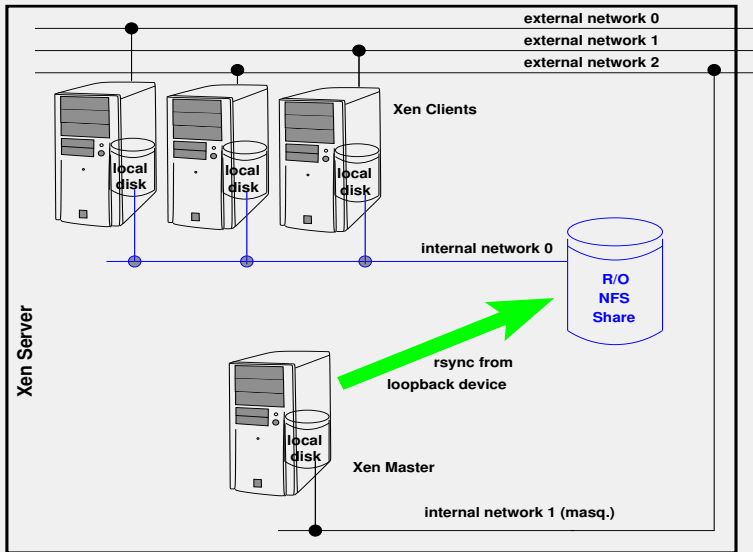 external network 0
external network 1
external network 2
Xen Clients
local
disk
local
disk
local
disk
internal network 0
R/O
NFS
Share
Xen Server
rsync from
loopback device
local
disk
Xen Master
internal network 1 (masq.)